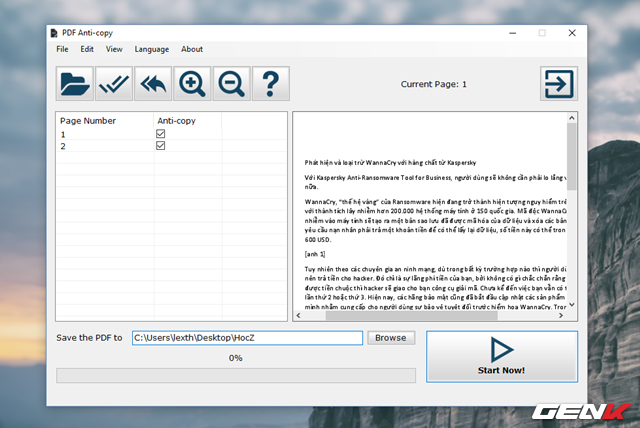 PDF Anti-copy
File Edit View Language About
Current Page: 1
Page Number Anti-copy
1
2
Phát hiện và loại trừ WannaCry với hàng chất từ Kaspersky
Với Kaspersky Anti-Ransomware Tool for Business, người dùng sẽ không cần phải lo lắng v
nữa.
WannaCry, "thế hệ vàng" của Ransomware hiện đang trở thành hiện tượng nguy hiểm trê
với thành tích lây nhiễm hơn 200.000 hệ thống máy tính ở 150 quốc gia. Mã độc WannaC
nhiễm vào máy tính sẽ tạo ra một bản sao lưu đã được mã hóa của dữ liệu và xóa các bản
yêu cầu nạn nhân phải trả một khoản tiền để có thể lấy lại dữ liệu, số tiền này có thể tron
600 USD.
[anh 1]
Tuy nhiên theo các chuyên gia an ninh mạng, dù trong bất kỳ trường hợp nào thì người dù
nên trả tiền cho hacker. Đó chỉ là sự lãng phí tiền của bạn, bởi không có gì chắc chắn rằng
được tiền chuộc thì hacker sẽ giao cho bạn công cụ giải mã. Chưa kể đến việc bạn vẫn có t
lần thứ 2 hoặc thứ 3. Hiện nay, các hãng bảo mật cũng đã bắt đầu cập nhật các sản phẩm
mình nhằm cung cấp cho người dùng sự bảo vệ tuyệt đối trước hiểm họa WannaCry. Tron
Save the PDF to C:\Users\lexth\Desktop\HocZ Browse
0%
Start Now!
GENK